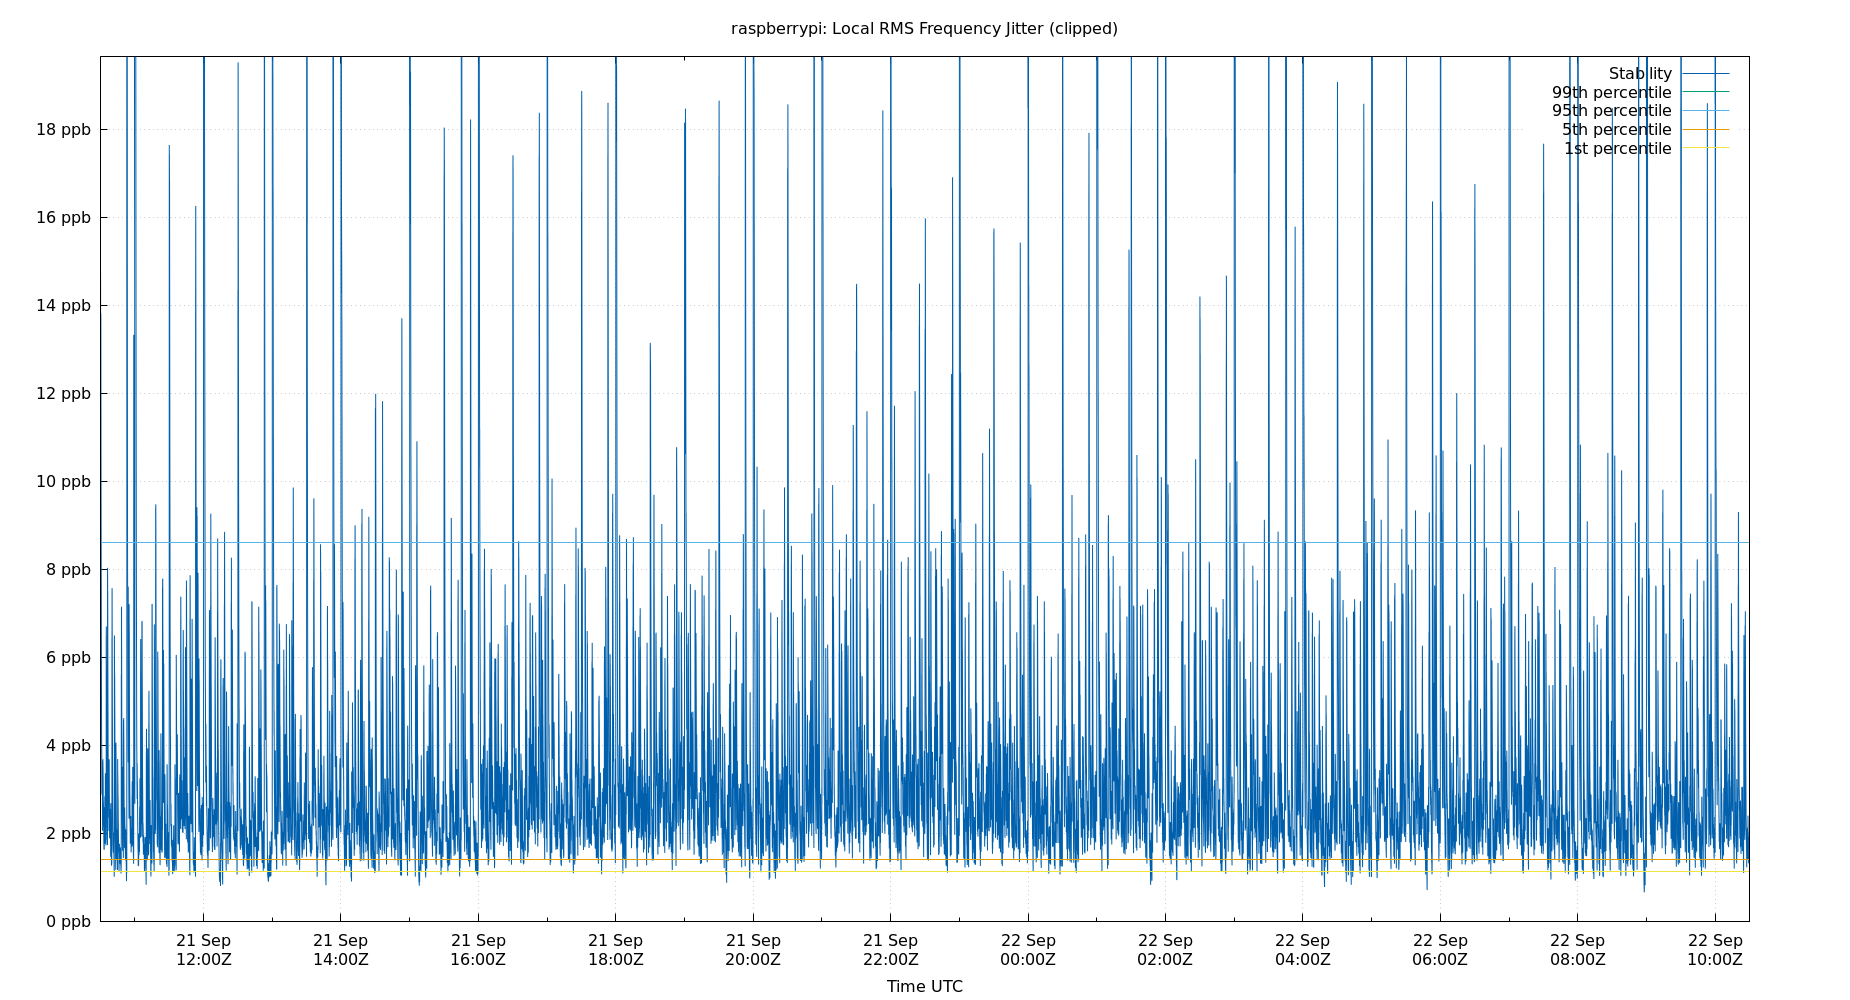 raspberrypi: Local RMS Frequency Jitter (clipped)
Stability
99th percentile
95th percentile
5th percentile
1st percentile
18 ppb
16 ppb
14 ppb
12 ppb
10 ppb
8 ppb
6 ppb
4 ppb
2 ppb
0 ppb
21 Sep 21 Sep 21 Sep 21 Sep 21 Sep 21 Sep 22 Sep 22 Sep 22 Sep 22 Sep 22 Sep 22 Sep
12:00Z 14:00Z 16:00Z 18:00Z 20:00Z 22:00Z 00:00Z 02:00Z 04:00Z 06:00Z 08:00Z 10:00Z
Time UTC